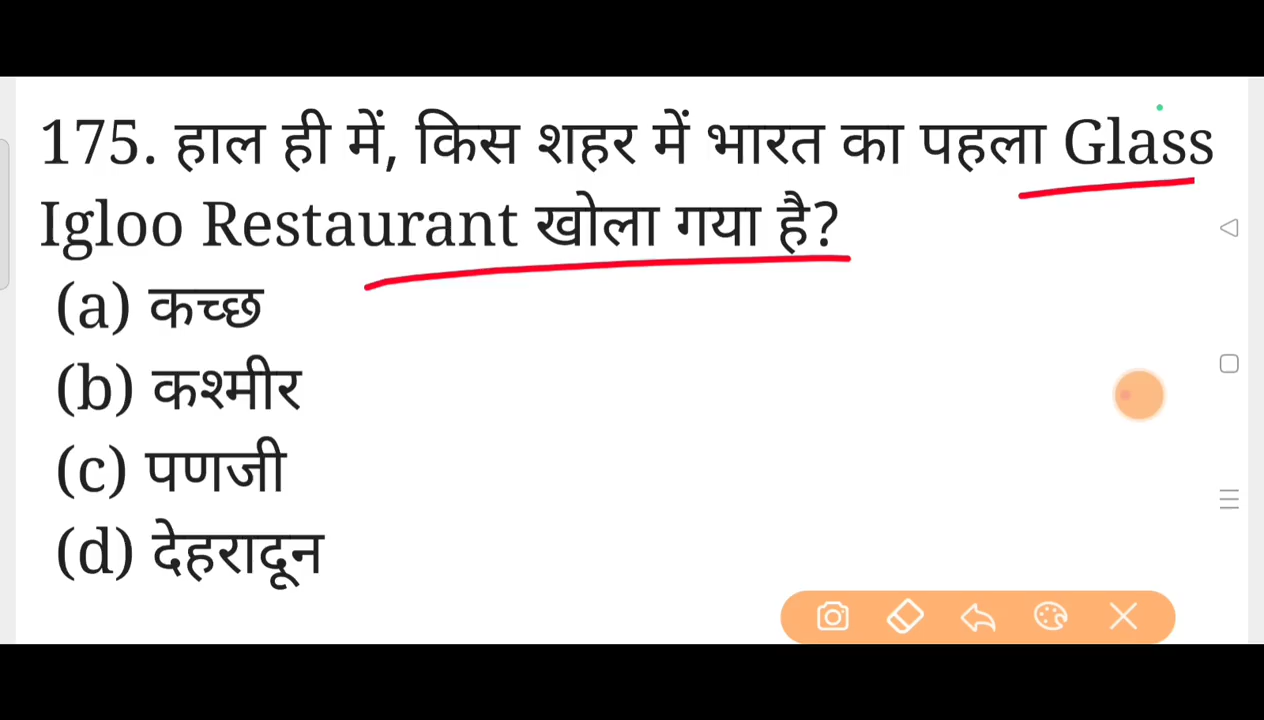 175. हाल ही में, किस शहर में भारत का पहला Glass
Igloo Restaurant खोला गया है?
(a) कच्छ
(b) कश्मीर
(c) पणजी
(d) देहरादून